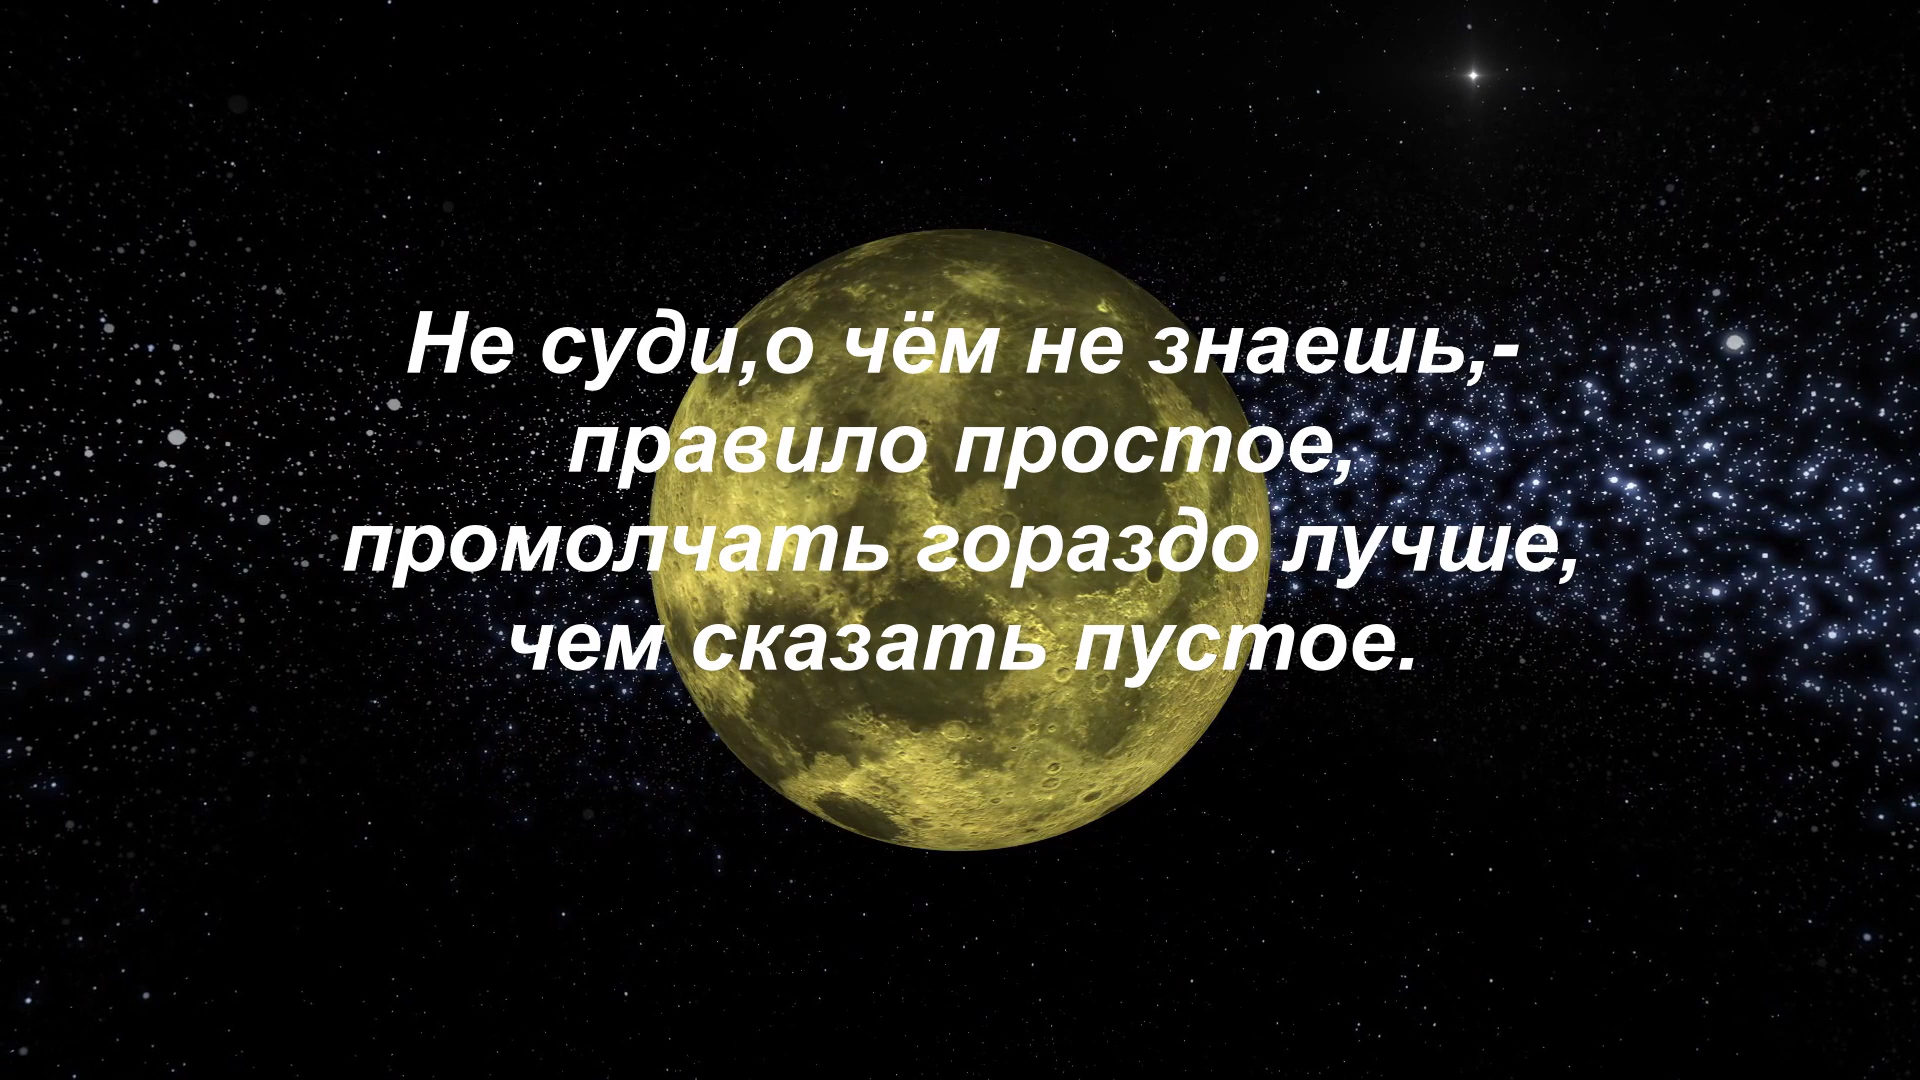 Не суди,о чём не знаешь,-
правило простое,
промолчать гораздо лучше,
чем сказать пустое.